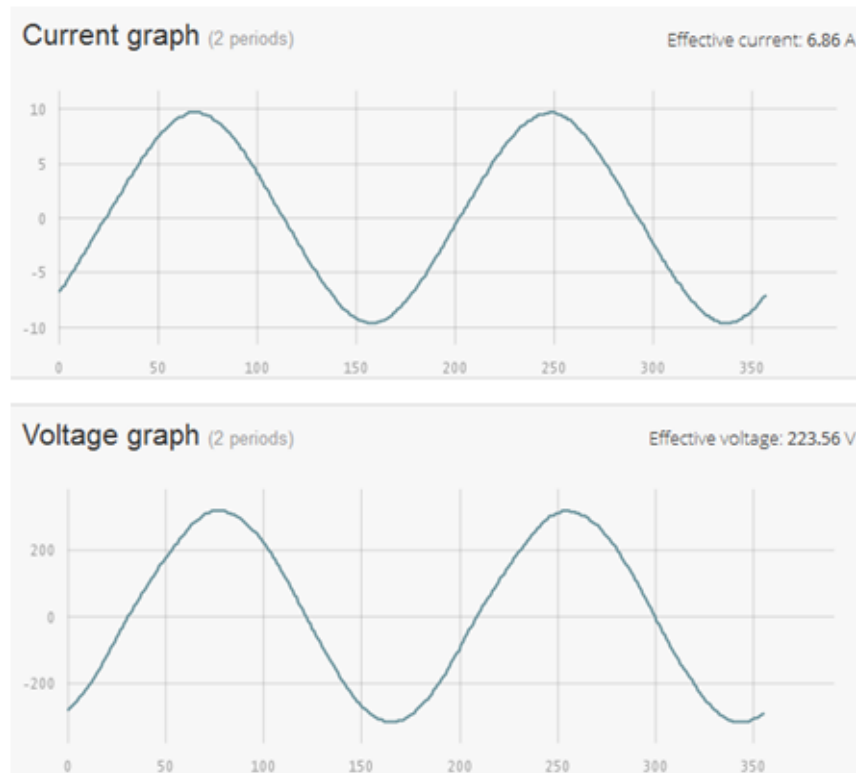 Current graph (2 periods) Effective current: 6.86 A
10
5
0
-5
-10
0 50 100 150 200 250 300 350
Voltage graph (2 periods) Effective voltage: 223.56 V
200
0
-200
0 50 100 150 200 250 300 350